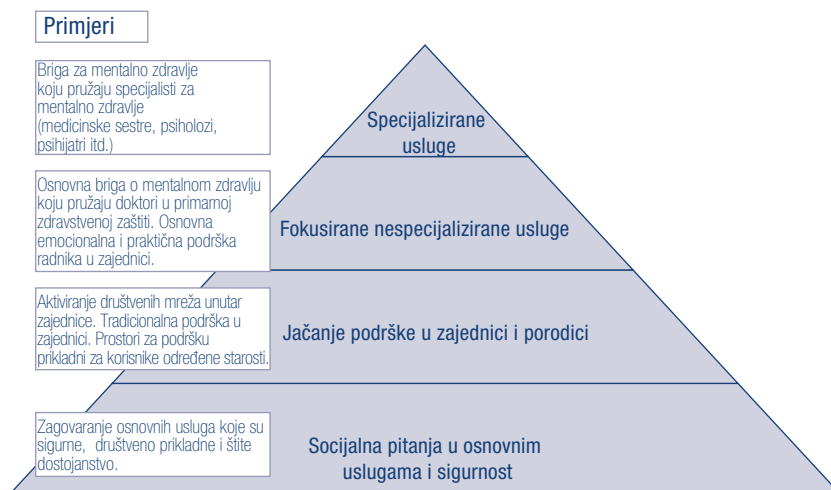 Primjeri
Briga za mentalno zdravlje
koju pružaju specijalisti za
mentalno zdravlje
(medicinske sestre, psiholozi,
psihijatri itd.)
Specijalizirane
usluge
Osnovna briga o mentalnom zdravlju
koju pružaju doktori u primarnoj
zdravstvenoj zaštiti. Osnovna
emocionalna i praktična podrška
radnika u zajednici.
Fokusirane nespecijalizirane usluge
Aktiviranje društvenih mreža unutar
zajednice. Tradicionalna podrška u
zajednici. Prostori za podršku
prikladni za korisnike određene starosti.
Jačanje podrške u zajednici i porodici
Zagovaranje osnovnih usluga koje su
sigurne, društveno prikladne i štite
dostojanstvo.
Socijalna pitanja u osnovnim
uslugama i sigurnost